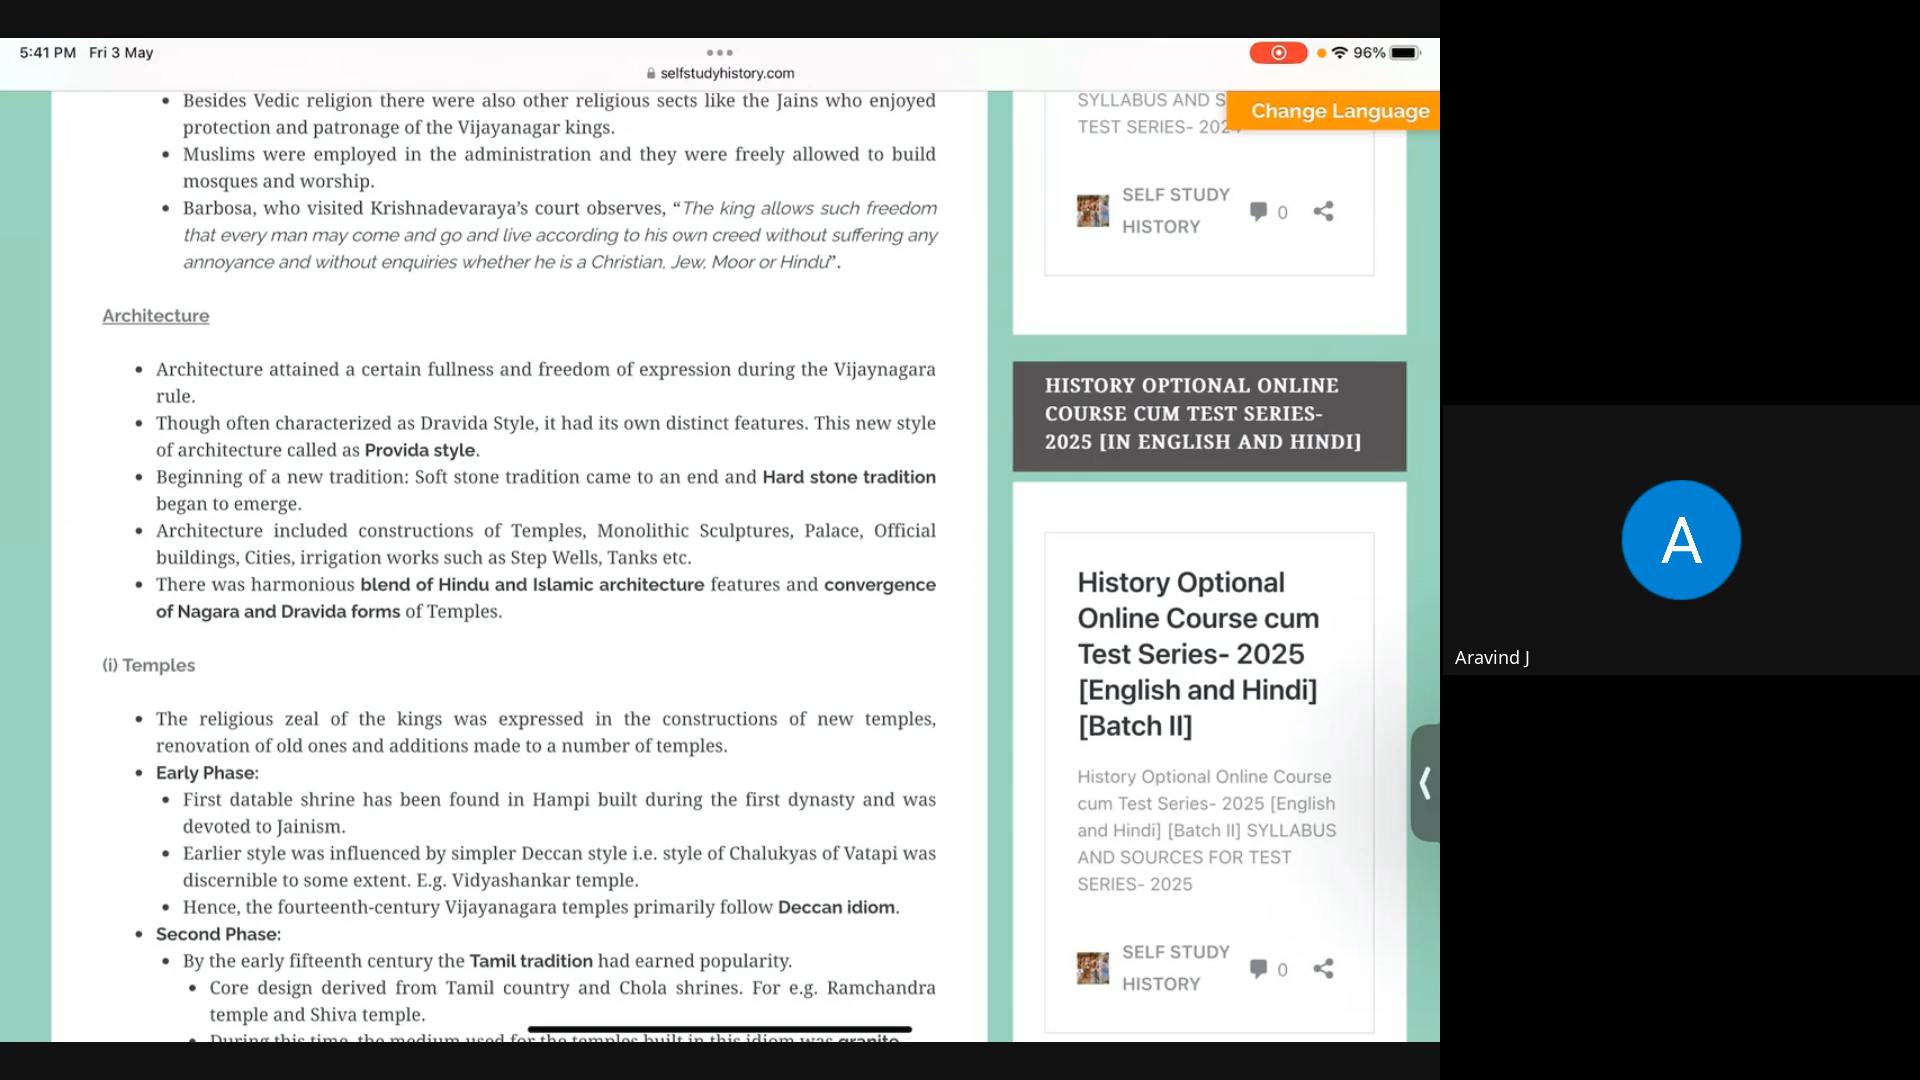 5:41 PM Fri 3 May
96%
selfstudyhistory.com
Besides Vedic religion there were also other religious sects like the Jains who enjoyed
protection and patronage of the Vijayanagar kings.
Muslims were employed in the administration and they were freely allowed to build
mosques and worship.
Barbosa, who visited Krishnadevaraya's court observes, “The king allows such freedom
that every man may come and go and live according to his own creed without suffering any
annoyance and without enquiries whether he is a Christian, Jew, Moor or Hindu”.
Architecture
Architecture attained a certain fullness and freedom of expression during the Vijaynagara
rule.
Though often characterized as Dravida Style, it had its own distinct features. This new style
of architecture called as Provida style.
Beginning of a new tradition: Soft stone tradition came to an end and Hard stone tradition
began to emerge.
Architecture included constructions of Temples, Monolithic Sculptures, Palace, Official
buildings, Cities, irrigation works such as Step Wells, Tanks etc.
There was harmonious blend of Hindu and Islamic architecture features and convergence
of Nagara and Dravida forms of Temples.
(i) Temples
The religious zeal of the kings was expressed in the constructions of new temples,
renovation of old ones and additions made to a number of temples.
Early Phase:
First datable shrine has been found in Hampi built during the first dynasty and was
devoted to Jainism.
Earlier style was influenced by simpler Deccan style i.e. style of Chalukyas of Vatapi was
discernible to some extent. E.g. Vidyashankar temple.
Hence, the fourteenth-century Vijayanagara temples primarily follow Deccan idiom.
Second Phase:
By the early fifteenth century the Tamil tradition had earned popularity.
Core design derived from Tamil country and Chola shrines. For e.g. Ramchandra
temple and Shiva temple.
During this time, the medium used for the temples built in this idiom was granite
SYLLABUS AND S
TEST SERIES- 202
Change Language
SELF STUDY
HISTORY
0
HISTORY OPTIONAL ONLINE
COURSE CUM TEST SERIES-
2025 [IN ENGLISH AND HINDI]
History Optional
Online Course cum
Test Series- 2025
[English and Hindi]
[Batch II]
History Optional Online Course
cum Test Series- 2025 [English
and Hindi] [Batch II] SYLLABUS
AND SOURCES FOR TEST
SERIES- 2025
SELF STUDY
HISTORY
0
A
Aravind J